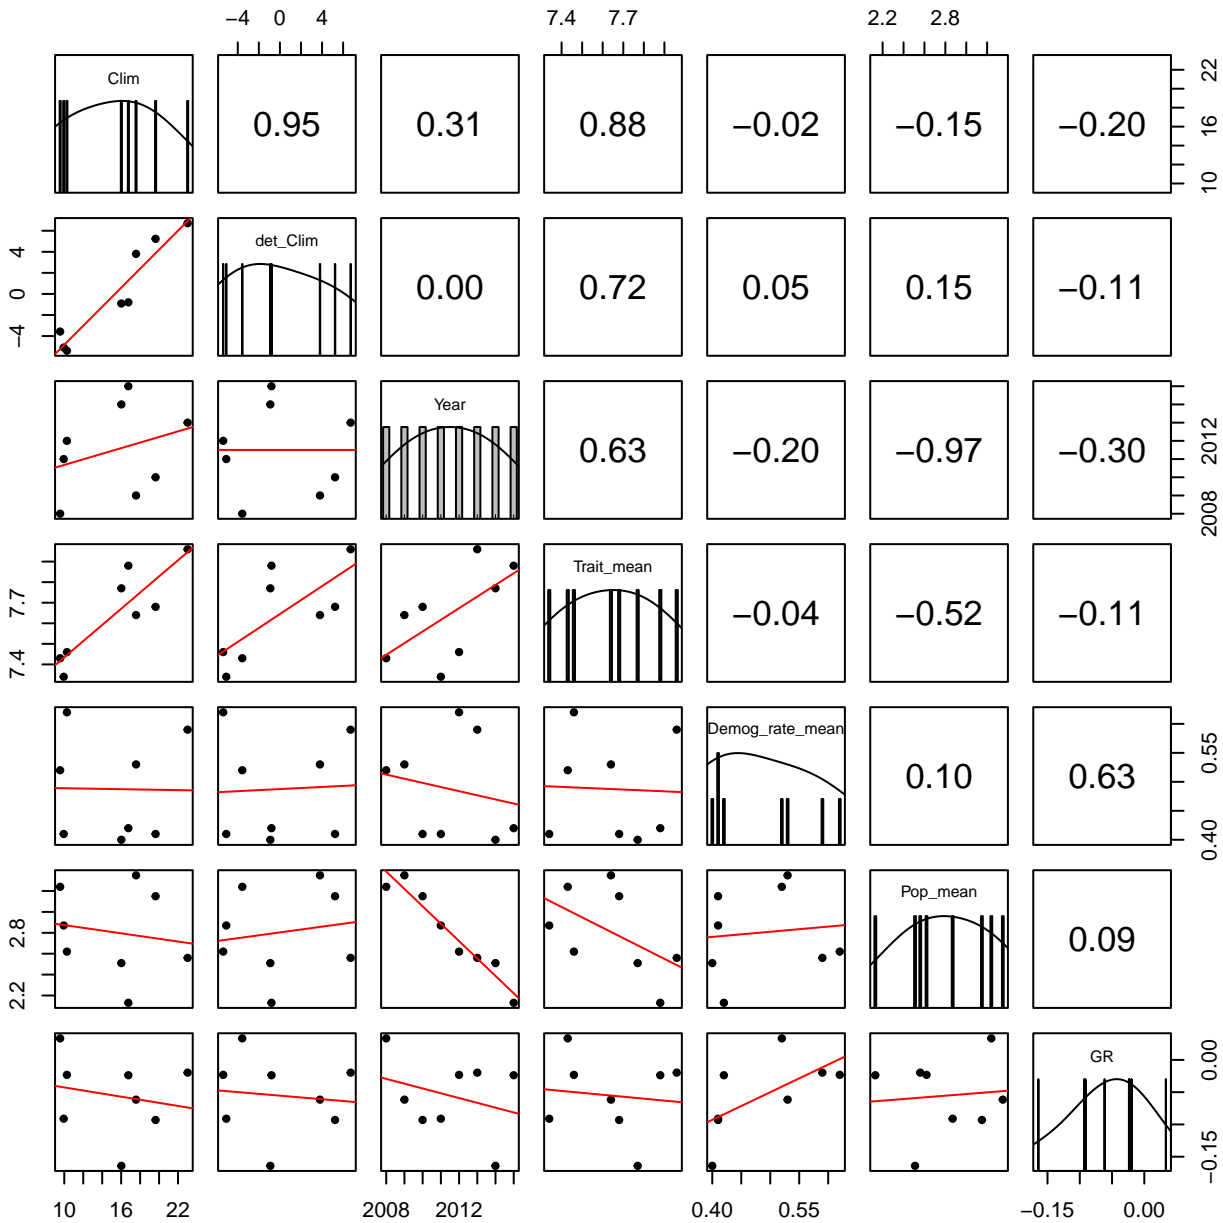 −4 0 4 7.4 7.7 2.2 2.8
Clim 0.95 0.31 0.88 −0.02 −0.15 −0.20 10 16 22
−4 0 4 det_Clim 0.00 0.72 0.05 0.15 −0.11
Year 0.63 −0.20 −0.97 −0.30 2008 2012
7.4 7.7 Trait_mean −0.04 −0.52 −0.11
Demog_rate_mean 0.10 0.63 0.40 0.55
2.2 2.8 Pop_mean 0.09
GR −0.15 0.00
10 16 22 2008 2012 0.40 0.55 −0.15 0.00